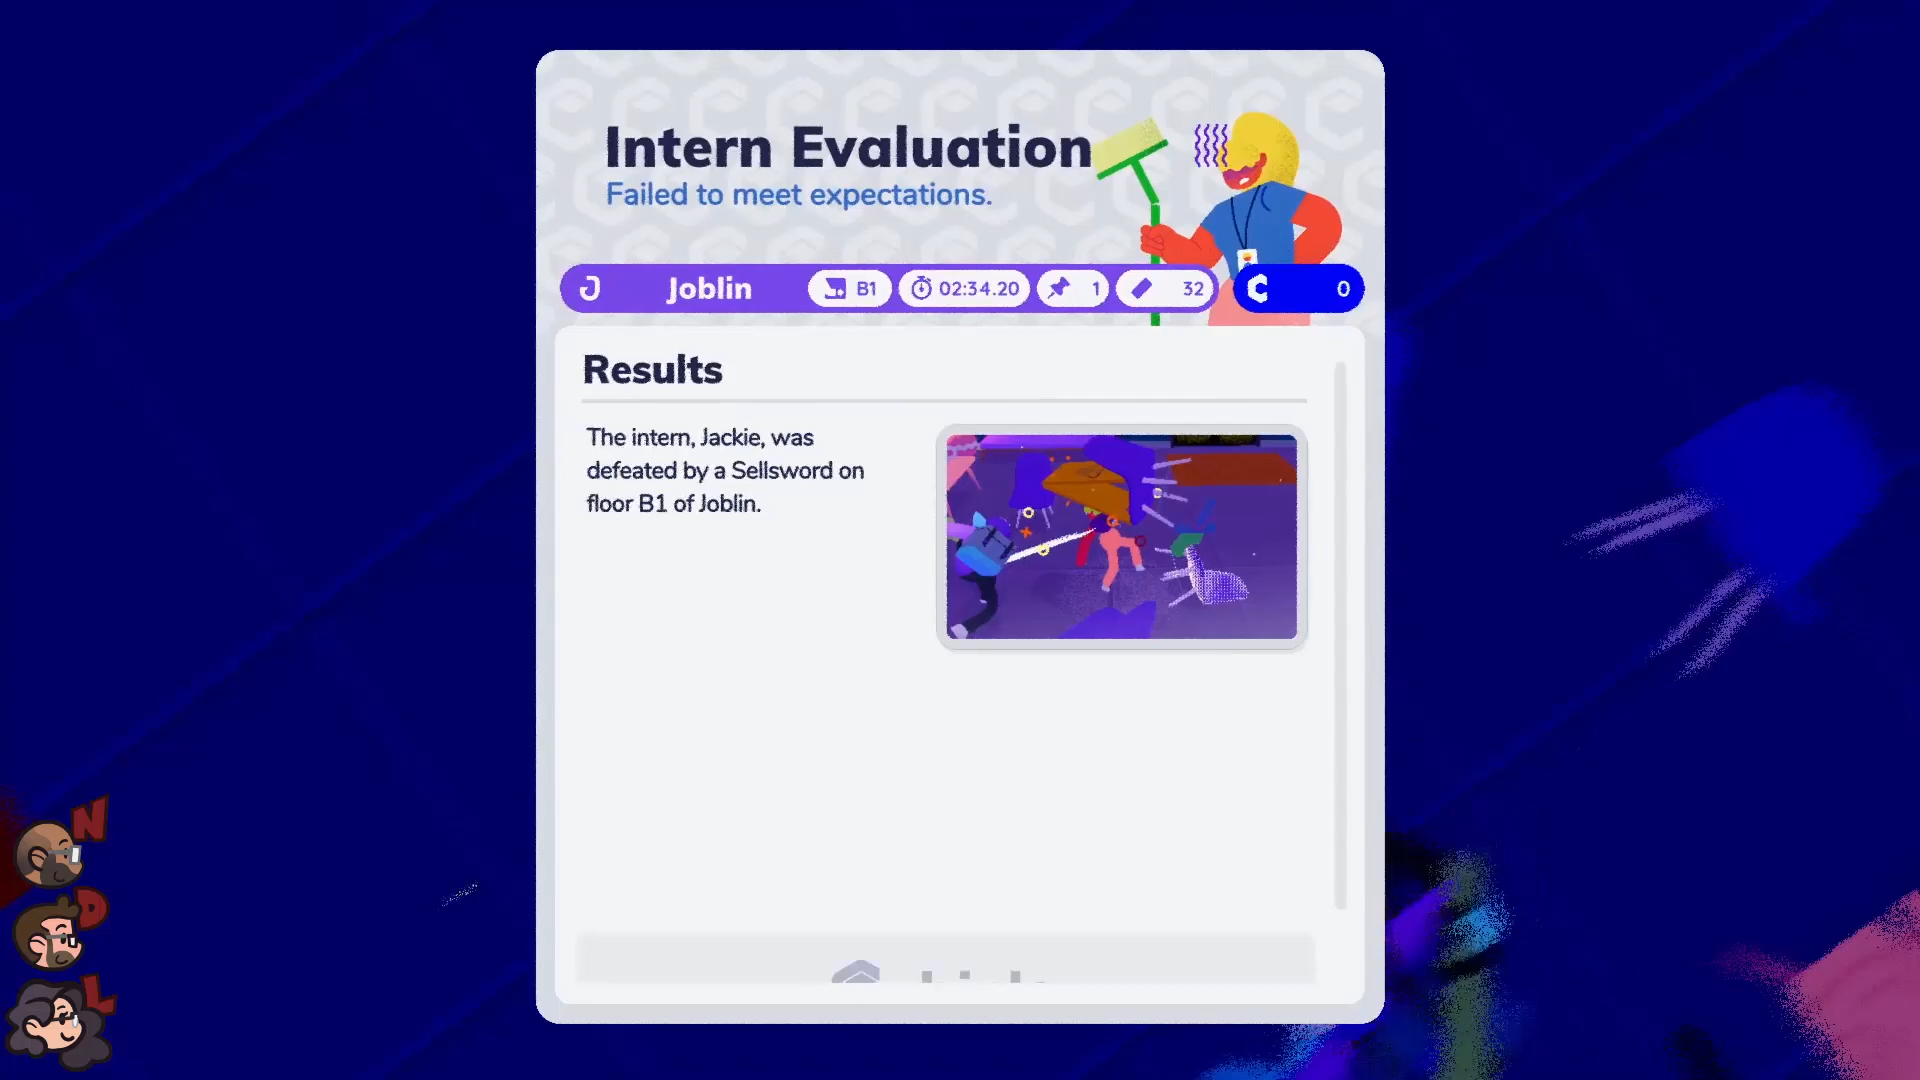 Intern Evaluation
Failed to meet expectations.
J Joblin B1 02:34.20 1 32 C 0
Results
The intern, Jackie, was
defeated by a Sellsword on
floor B1 of Joblin.
N
D
L